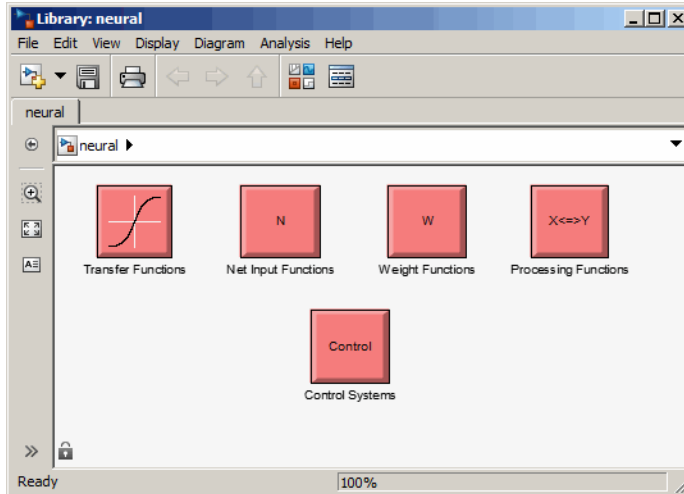 Library: neural
File Edit View Display Diagram Analysis Help
neural
neural
N
W
X<=>Y
Transfer Functions Net Input Functions Weight Functions Processing Functions
Control
Control Systems
Ready 100%